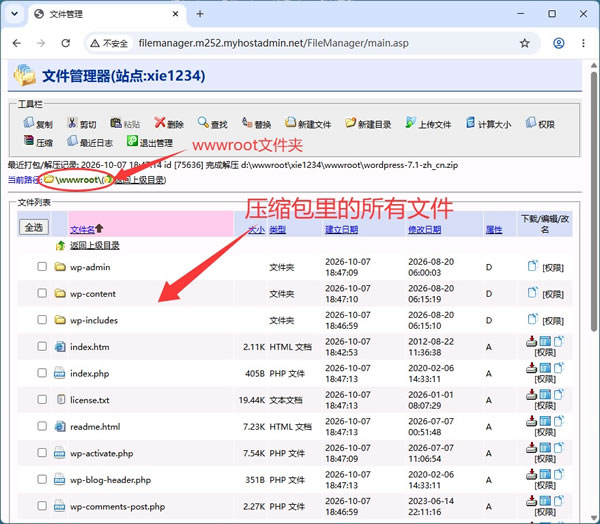 文件管理
不安全 filemanager.m252.myhostadmin.net/FileManager/main.asp
文件管理器(站点:xie1234)
工具栏
复制 剪切 粘贴 删除 查找 替换 新建文件 新建目录 上传文件 计算大小 权限
压缩 最近日志 退出管理
wwwroot文件夹
最近打包/解压记录: 2026-10-07 18:47:14 id [75636] 完成解压 d:\wwwroot\xie1234\wwwroot\wordpress-7.1-zh_cn.zip
当前路径: \wwwroot\( 返回上级目录)
文件列表
压缩包里的所有文件
全选 文件名 大小 类型 建立日期 修改日期 属性 下载/编辑/改名
返回上级目录
wp-admin 文件夹 2026-10-07 18:47:09 2026-08-20 06:00:03 D [权限]
wp-content 文件夹 2026-10-07 18:47:10 2026-08-20 06:15:19 D [权限]
wp-includes 文件夹 2026-10-07 18:46:59 2026-08-20 06:15:10 D [权限]
index.htm 2.11K HTML 文档 2026-10-07 18:42:53 2012-08-22 11:36:38 A [权限]
index.php 405B PHP 文件 2026-10-07 18:47:13 2020-02-06 14:33:11 A [权限]
license.txt 19.44K 文本文档 2026-10-07 18:47:13 2026-01-01 08:07:29 A [权限]
readme.html 7.23K HTML 文档 2026-10-07 18:47:13 2026-07-07 00:51:48 A [权限]
wp-activate.php 7.54K PHP 文件 2026-10-07 18:47:09 2026-07-07 11:06:54 A [权限]
wp-blog-header.php 351B PHP 文件 2026-10-07 18:47:13 2020-02-06 14:33:11 A [权限]
wp-comments-post.php 2.27K PHP 文件 2026-10-07 18:46:59 2023-06-14 22:11:16 A [权限]